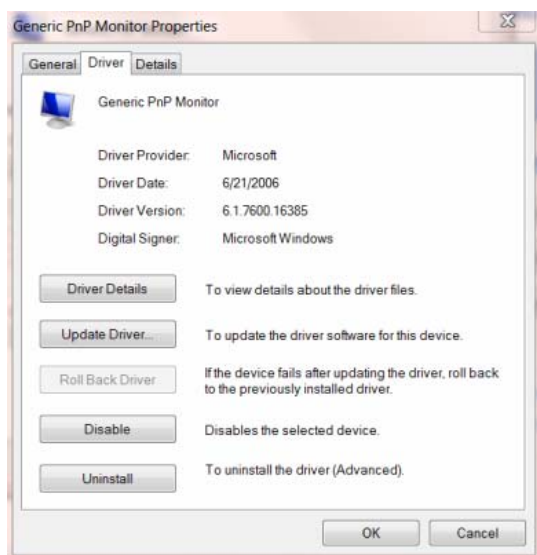 Generic PnP Monitor Properties
General Driver Details
Generic PnP Monitor
Driver Provider: Microsoft
Driver Date: 6/21/2006
Driver Version: 6.1.7600.16385
Digital Signer: Microsoft Windows
Driver Details To view details about the driver files.
Update Driver... To update the driver software for this device.
Roll Back Driver If the device fails after updating the driver, roll back
to the previously installed driver.
Disable Disables the selected device.
Uninstall To uninstall the driver (Advanced).
OK Cancel